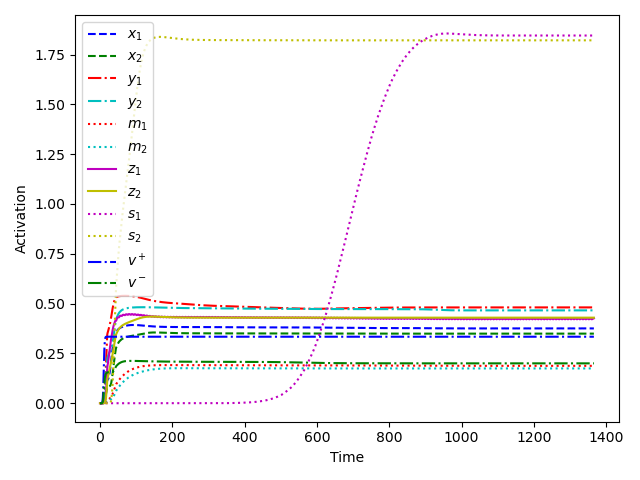 1.75
1.50
1.25
1.00
0.75
0.50
0.25
0.00
Activation
x₁
x₂
y₁
y₂
m₁
m₂
z₁
z₂
s₁
s₂
v⁺
v⁻
0 200 400 600 800 1000 1200 1400
Time